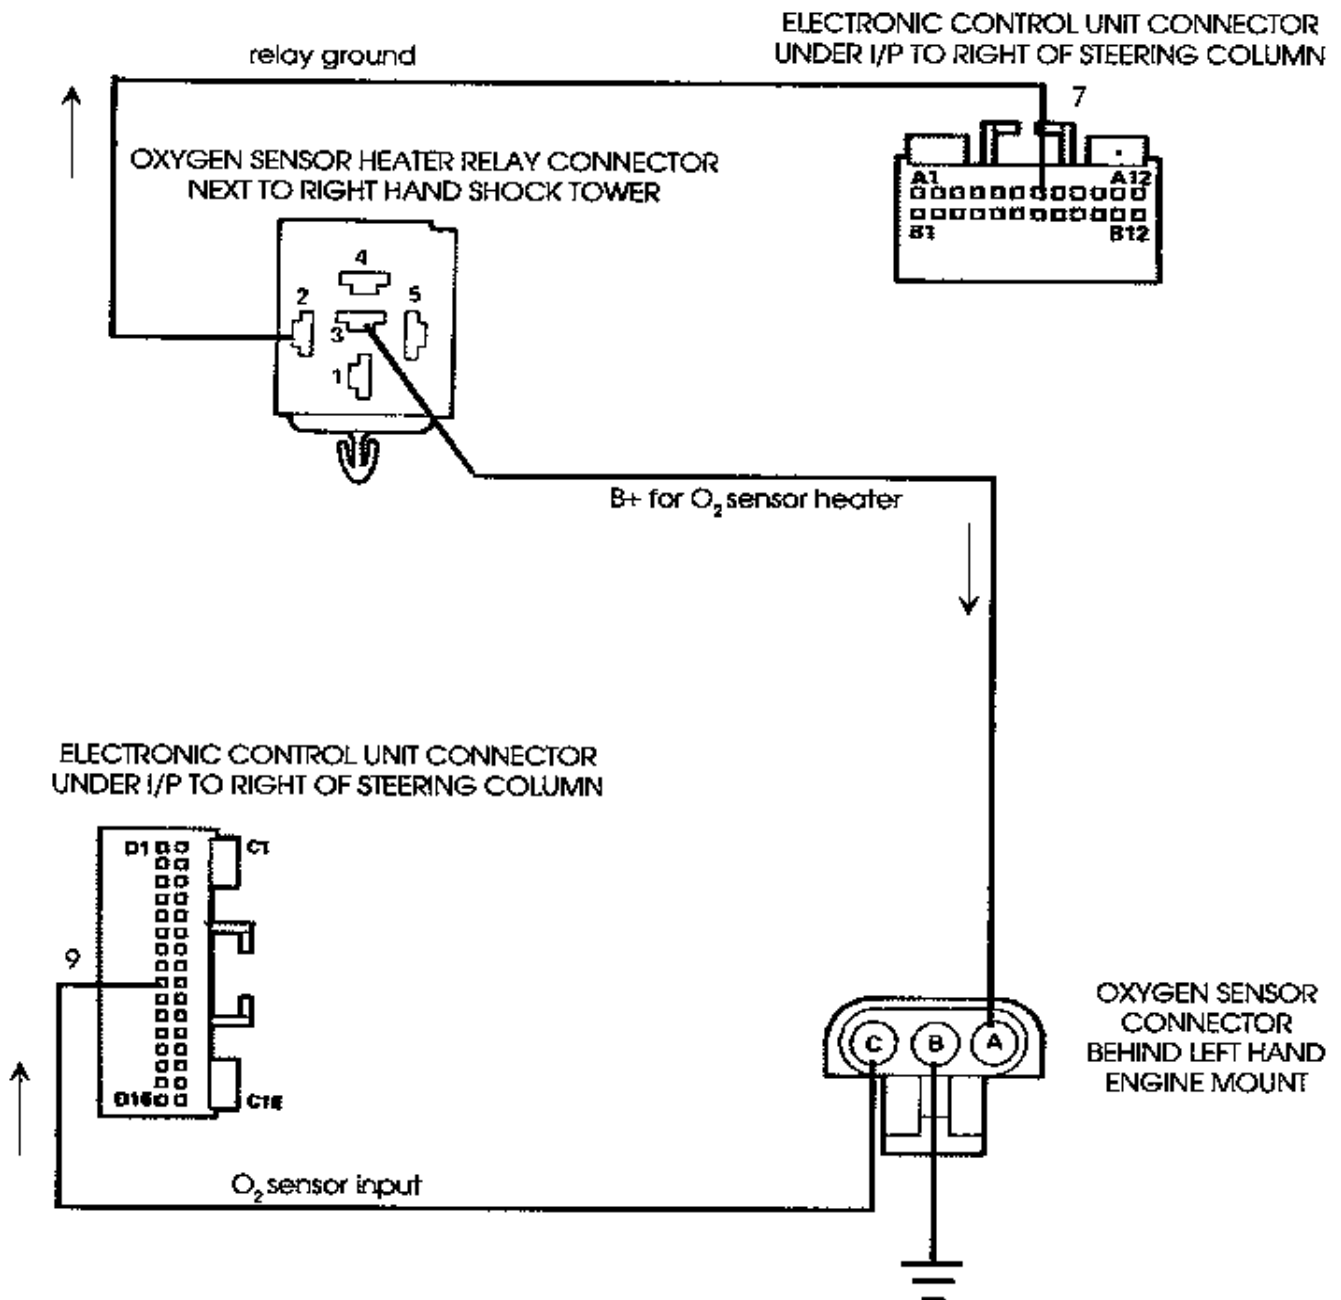 ELECTRONIC CONTROL UNIT CONNECTOR
UNDER I/P TO RIGHT OF STEERING COLUMN
relay ground
7
OXYGEN SENSOR HEATER RELAY CONNECTOR
NEXT TO RIGHT HAND SHOCK TOWER
A1 A12
B1 B12
4
2 5
3
1
B+ for O₂ sensor heater
ELECTRONIC CONTROL UNIT CONNECTOR
UNDER I/P TO RIGHT OF STEERING COLUMN
D1 C1
9
D16 C16
C B A
OXYGEN SENSOR
CONNECTOR
BEHIND LEFT HAND
ENGINE MOUNT
O₂ sensor input